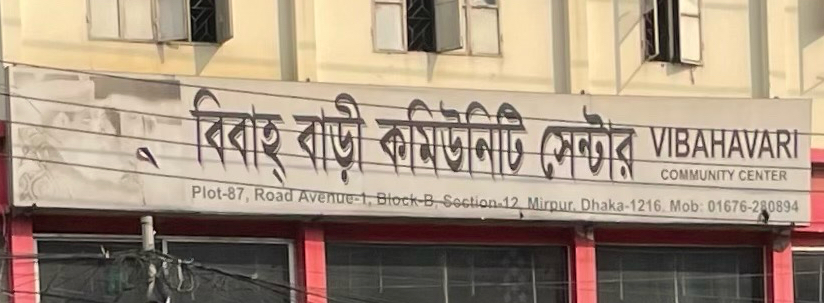 বিবাহ্ বাড়ী কমিউনিটি সেন্টার VIBAHAVARI
COMMUNITY CENTER
Plot-87, Road Avenue-1, Block-B, Section-12, Mirpur, Dhaka-1216, Mob: 01676-280894